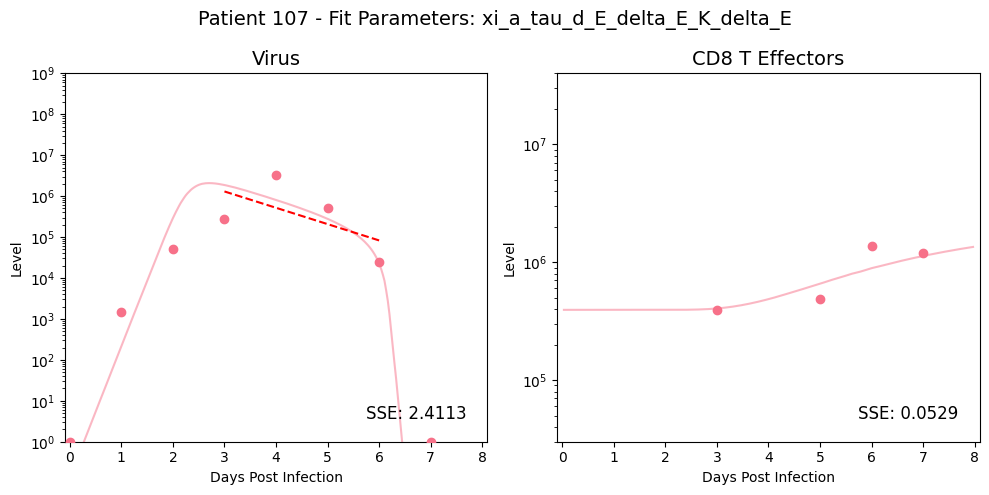 Patient 107 - Fit Parameters: xi_a_tau_d_E_delta_E_K_delta_E
Virus
CD8 T Effectors
Level
10^9
10^8
10^7
10^6
10^5
10^4
10^3
10^2
10^1
10^0
SSE: 2.4113
0 1 2 3 4 5 6 7 8
Days Post Infection
Level
10^7
10^6
10^5
SSE: 0.0529
0 1 2 3 4 5 6 7 8
Days Post Infection